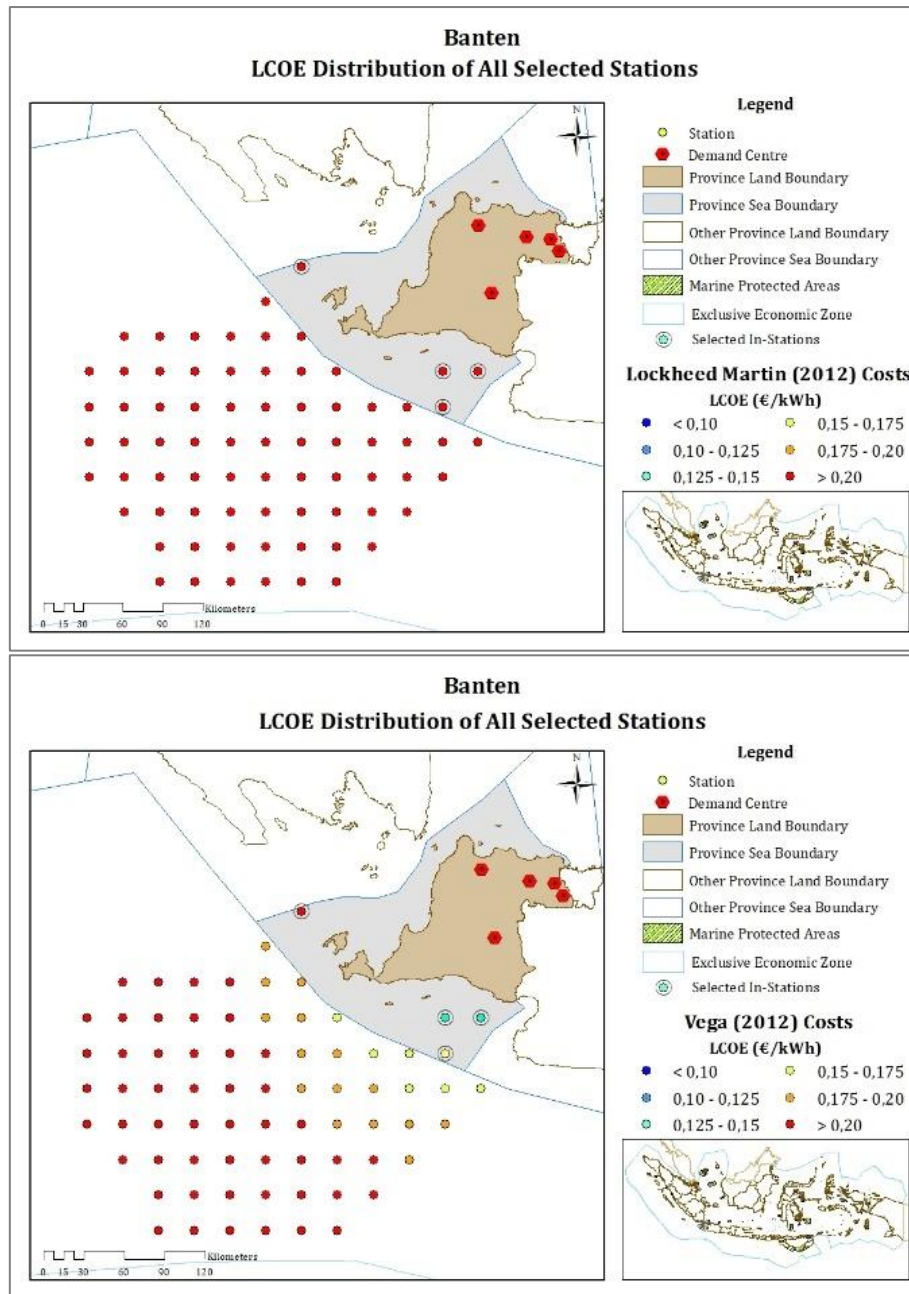 Banten
LCOE Distribution of All Selected Stations
N
Legend
Station
Demand Centre
Province Land Boundary
Province Sea Boundary
Other Province Land Boundary
Other Province Sea Boundary
Marine Protected Areas
Exclusive Economic Zone
Selected In-Stations
Lockheed Martin (2012) Costs
LCOE (€/kWh)
< 0,10 0,15 - 0,175
0,10 - 0,125 0,175 - 0,20
0,125 - 0,15 > 0,20
Kilometers
0 15 30 60 90 120
Banten
LCOE Distribution of All Selected Stations
N
Legend
Station
Demand Centre
Province Land Boundary
Province Sea Boundary
Other Province Land Boundary
Other Province Sea Boundary
Marine Protected Areas
Exclusive Economic Zone
Selected In-Stations
Vega (2012) Costs
LCOE (€/kWh)
< 0,10 0,15 - 0,175
0,10 - 0,125 0,175 - 0,20
0,125 - 0,15 > 0,20
Kilometers
0 15 30 60 90 120